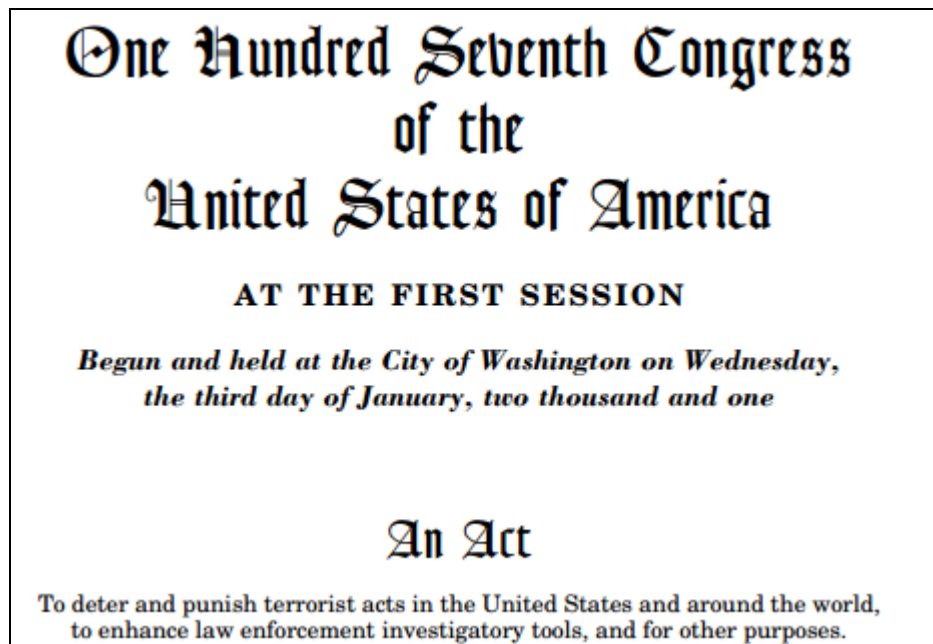 One Hundred Seventh Congress
of the
United States of America
AT THE FIRST SESSION
Begun and held at the City of Washington on Wednesday,
the third day of January, two thousand and one
An Act
To deter and punish terrorist acts in the United States and around the world,
to enhance law enforcement investigatory tools, and for other purposes.